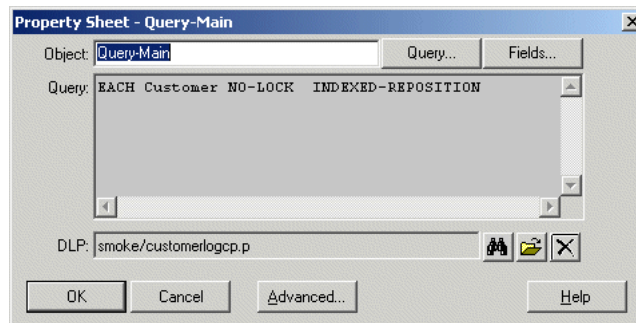 Property Sheet - Query-Main
Object: Query-Main Query... Fields...
Query: EACH Customer NO-LOCK  INDEXED-REPOSITION
DLP: smoke/customerlogcp.p
OK Cancel Advanced... Help